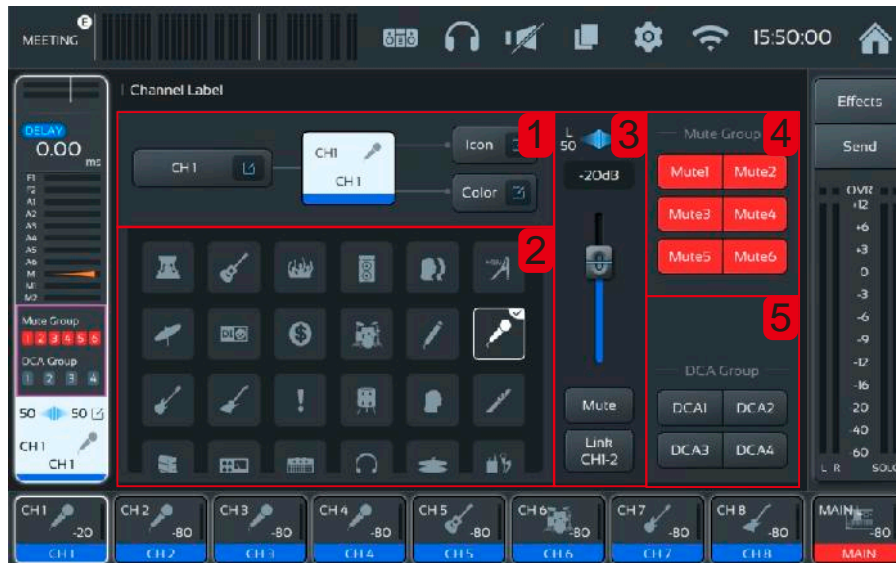 MEETING
E
15:50:00
Channel Label
DELAY
0.00
ms
F1
F2
A1
A2
A3
A4
A5
A6
M
M1
M2
Mute Group
1 2 3 4 5 6
DCA Group
1 2 3 4
50 50
CH1
CH1
CH1
CH1
CH1
Icon
Color
1
2
L
50
3
-20dB
Mute
Link
CH1-2
Mute Group
4
Mute1 Mute2
Mute3 Mute4
Mute5 Mute6
5
DCA Group
DCA1 DCA2
DCA3 DCA4
Effects
Send
OVR
+12
+6
+3
0
-3
-6
-9
-12
-16
20
-40
60
L R SOLO
CH1 -20 CH1
CH2 -80 CH2
CH3 -80 CH3
CH4 -80 CH4
CH5 -80 CH5
CH6 -80 CH6
CH7 -80 CH7
CH8 -80 CH8
MAIN -80 MAIN